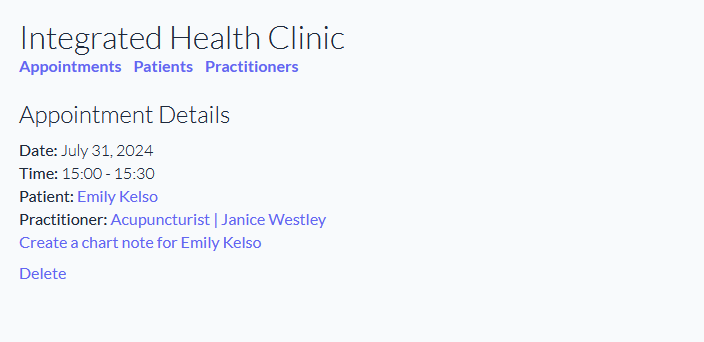 Integrated Health Clinic
Appointments Patients Practitioners
Appointment Details
Date: July 31, 2024
Time: 15:00 - 15:30
Patient: Emily Kelso
Practitioner: Acupuncturist | Janice Westley
Create a chart note for Emily Kelso
Delete